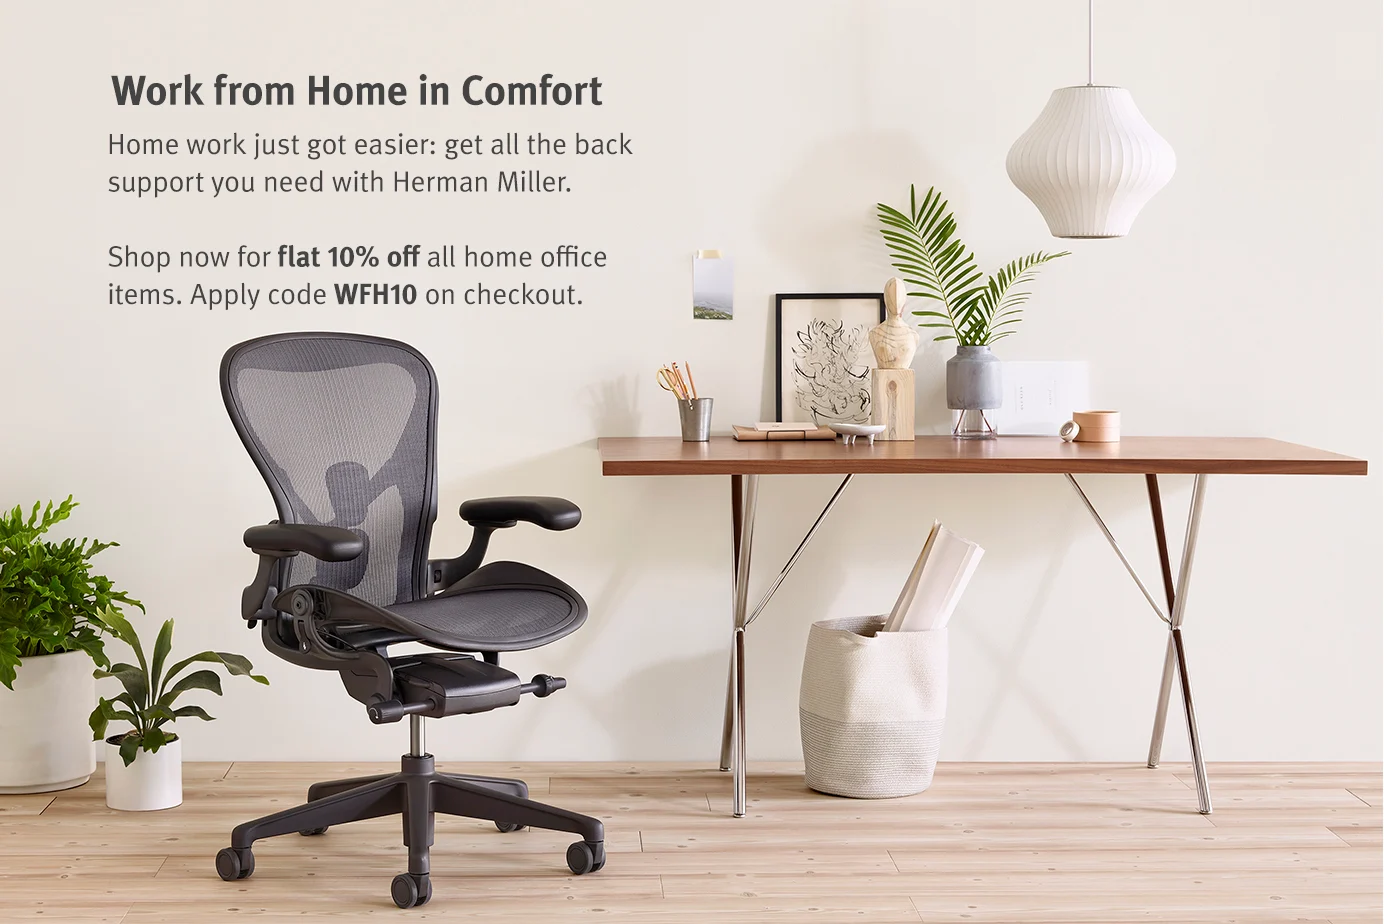 Work from Home in Comfort
Home work just got easier: get all the back
support you need with Herman Miller.
Shop now for flat 10% off all home office
items. Apply code WFH10 on checkout.